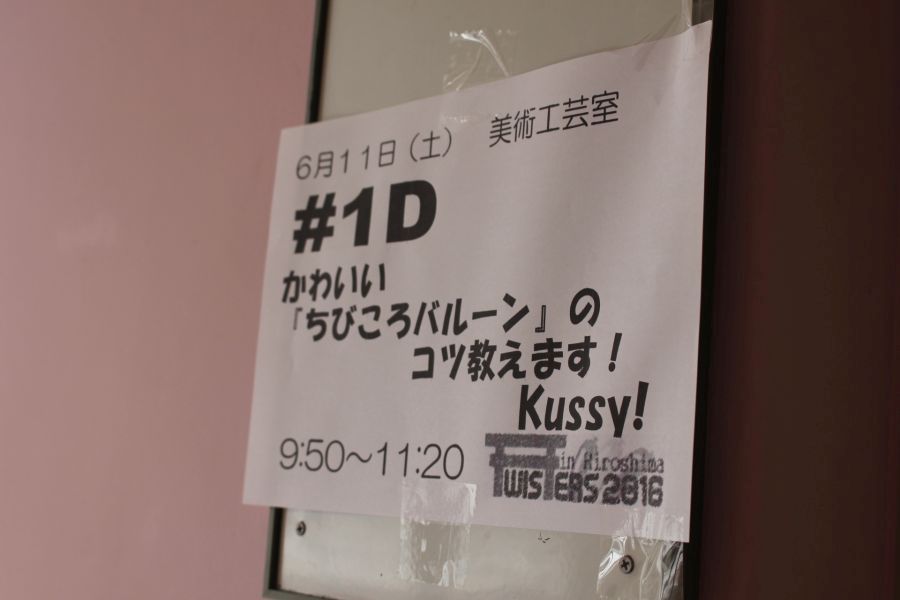 6月11日（土） 美術工芸室
#1D
かわいい
『ちびころバルーン』の
コツ教えます！
Kussy!
9:50～11:20
in Hiroshima
TWISTERS 2016